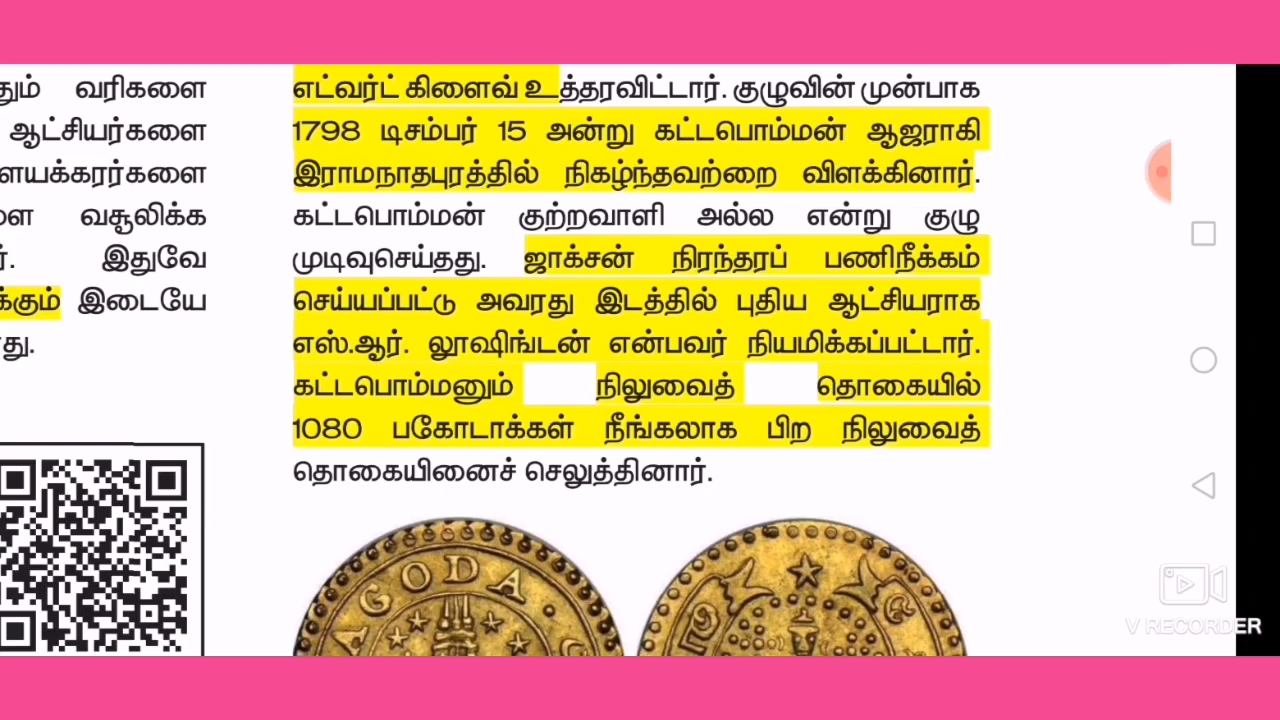 தும் வரிகளை
ஆட்சியர்களை
ளயக்கரர்களை
ளை வசூலிக்க
ர். இதுவே
க்கும் இடையே
து.
எட்வர்ட் கிளைவ் உத்தரவிட்டார். குழுவின் முன்பாக
1798 டிசம்பர் 15 அன்று கட்டபொம்மன் ஆஜராகி
இராமநாதபுரத்தில் நிகழ்ந்தவற்றை விளக்கினார்.
கட்டபொம்மன் குற்றவாளி அல்ல என்று குழு
முடிவுசெய்தது. ஜாக்சன் நிரந்தரப் பணிநீக்கம்
செய்யப்பட்டு அவரது இடத்தில் புதிய ஆட்சியராக
எஸ்.ஆர். லூஷிங்டன் என்பவர் நியமிக்கப்பட்டார்.
கட்டபொம்மனும் நிலுவைத் தொகையில்
1080 பகோடாக்கள் நீங்கலாக பிற நிலுவைத்
தொகையினைச் செலுத்தினார்.
AGODA
V RECORDER